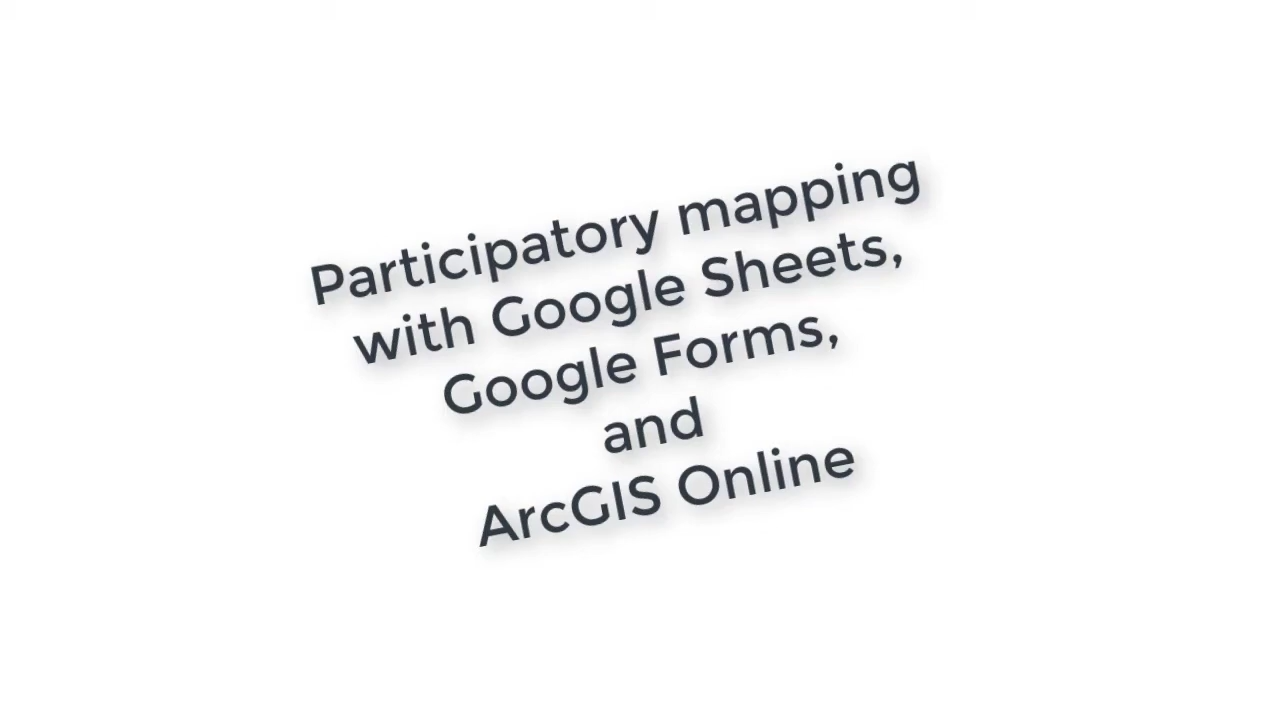 Participatory mapping
with Google Sheets,
Google Forms,
and
ArcGIS Online